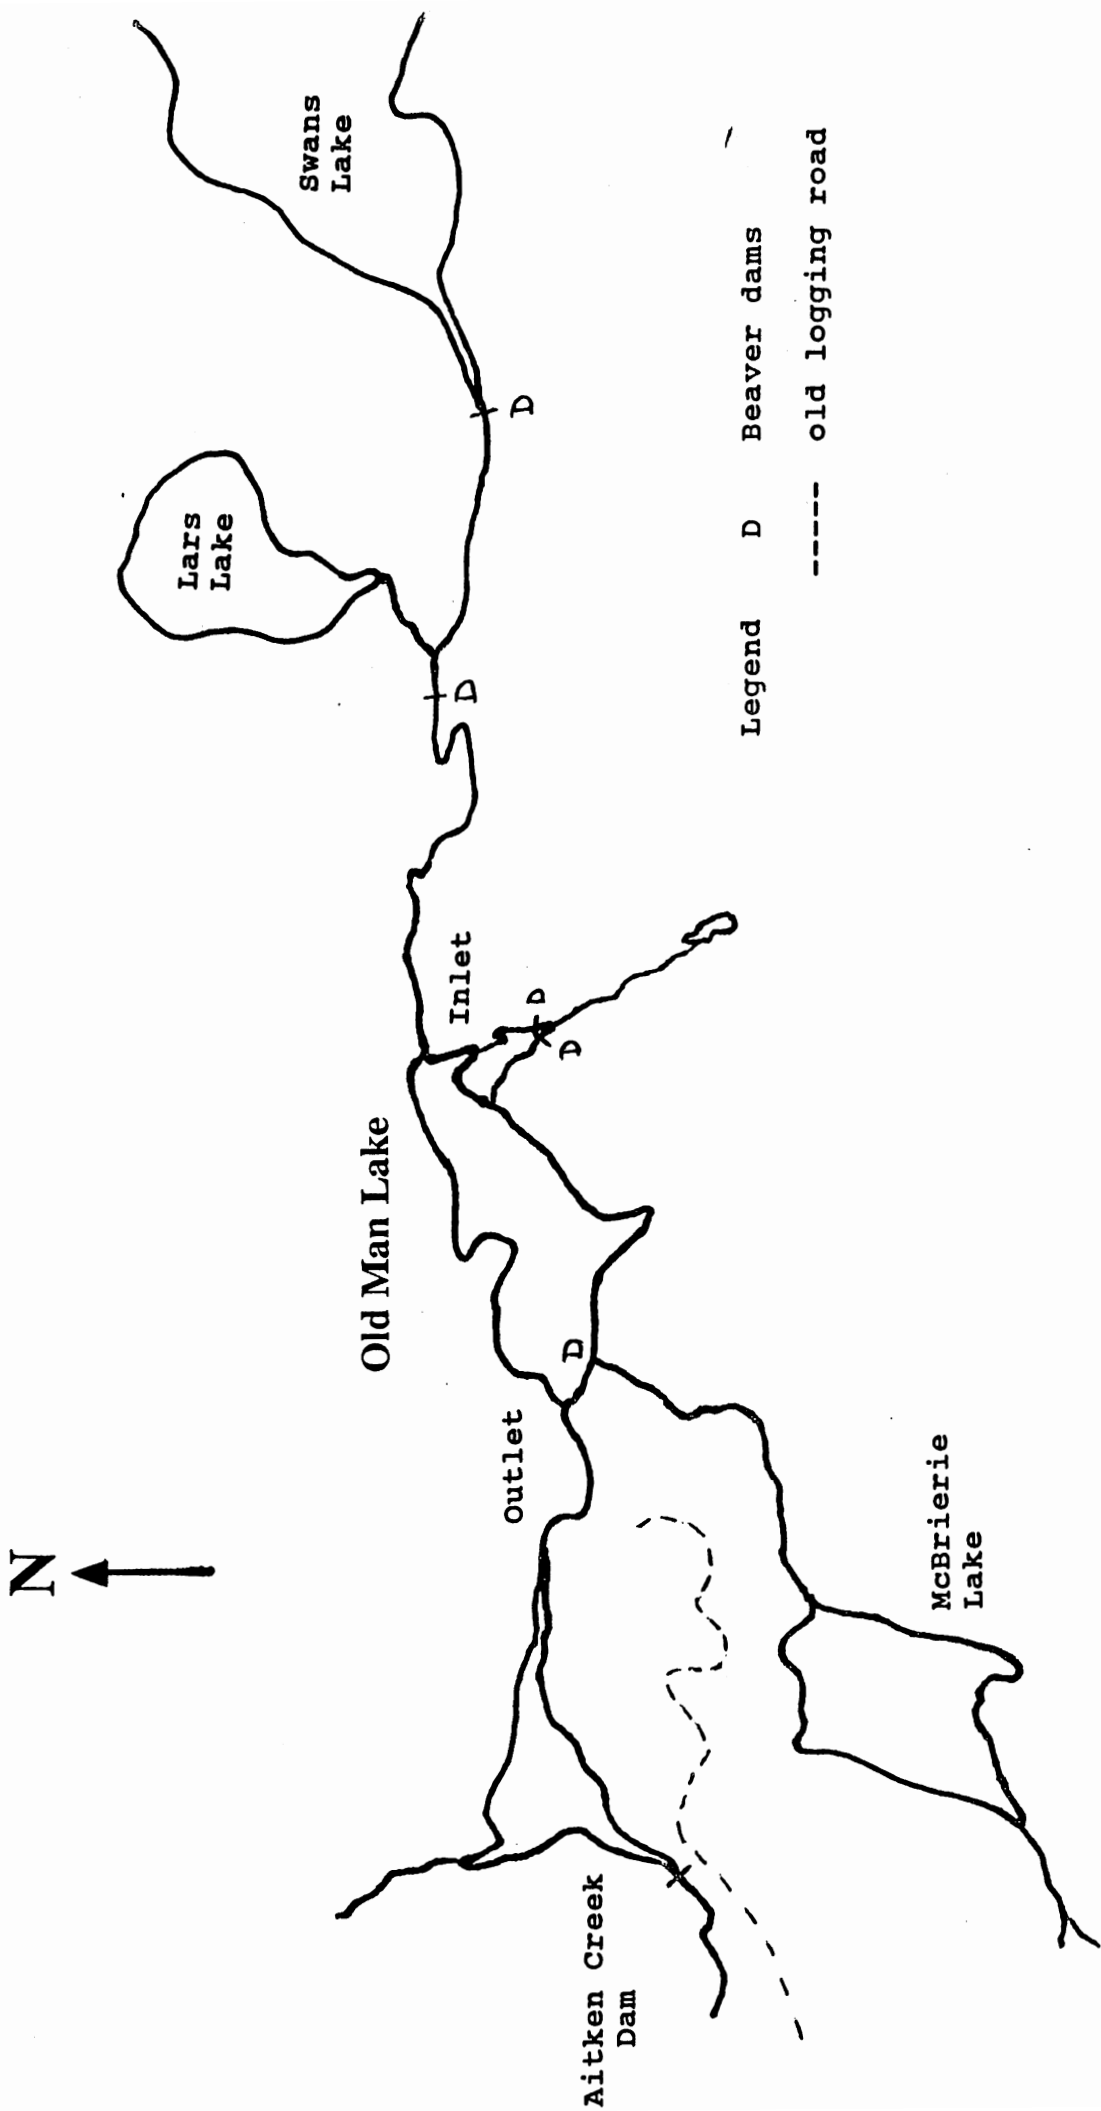 N
Swans
Lake
Lars
Lake
D
D
Inlet
D
D
Old Man Lake
D
Outlet
Aitken Creek
Dam
McBrierie
Lake
Legend
D Beaver dams
----- old logging road